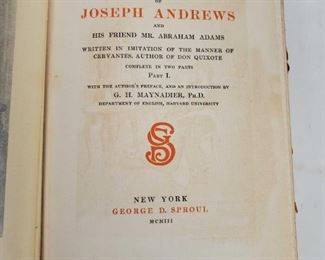 OF
JOSEPH ANDREWS
AND
HIS FRIEND MR. ABRAHAM ADAMS
WRITTEN IN IMITATION OF THE MANNER OF
CERVANTES, AUTHOR OF DON QUIXOTE
COMPLETE IN TWO PARTS
PART I.
WITH THE AUTHOR'S PREFACE, AND AN INTRODUCTION BY
G. H. MAYNADIER, PH.D.
DEPARTMENT OF ENGLISH, HARVARD UNIVERSITY
GS
NEW YORK
GEORGE D. SPROUL
MCMIII